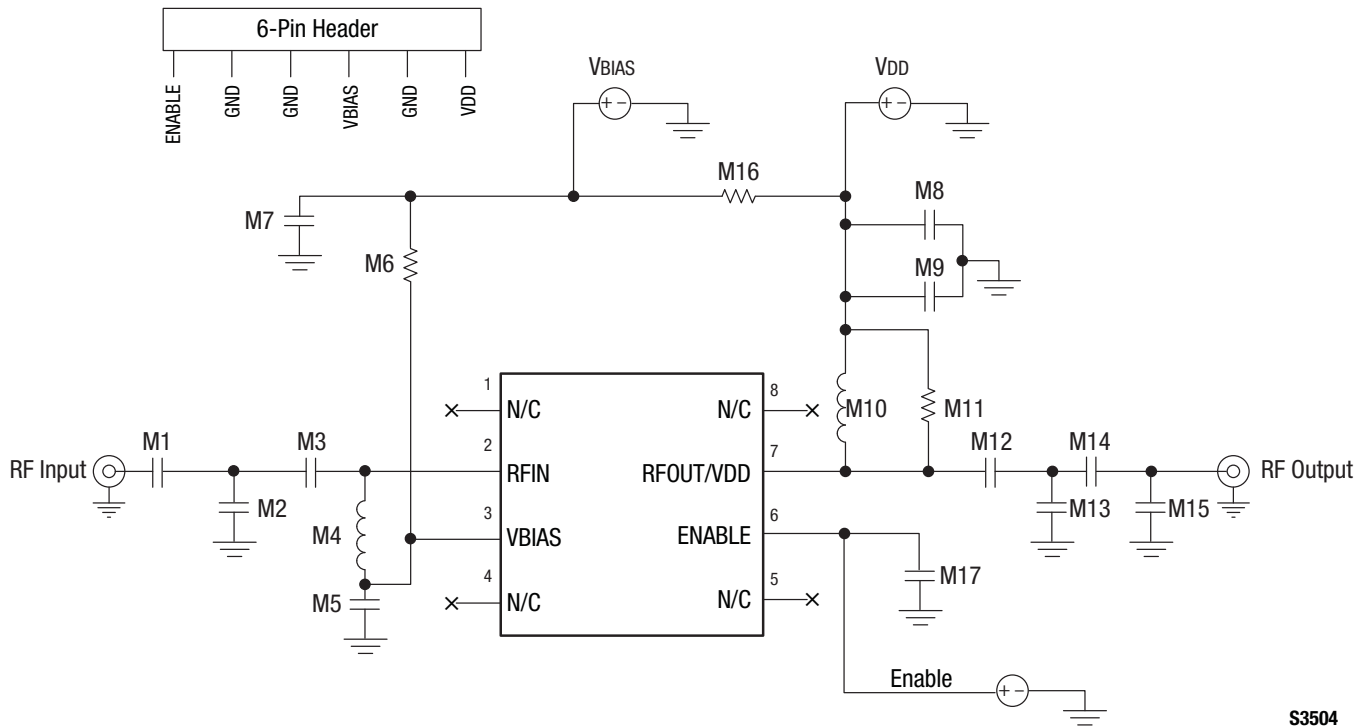 6-Pin Header
ENABLE
GND
GND
VBIAS
GND
VDD
VBIAS
VDD
M16
M8
M7
M6
M9
1
N/C
8
N/C
M10
M11
RF Input
M1
M3
2
RFIN
7
RFOUT/VDD
M12
M14
RF Output
M2
M4
3
VBIAS
6
ENABLE
M13
M15
M5
4
N/C
5
N/C
M17
Enable
S3504